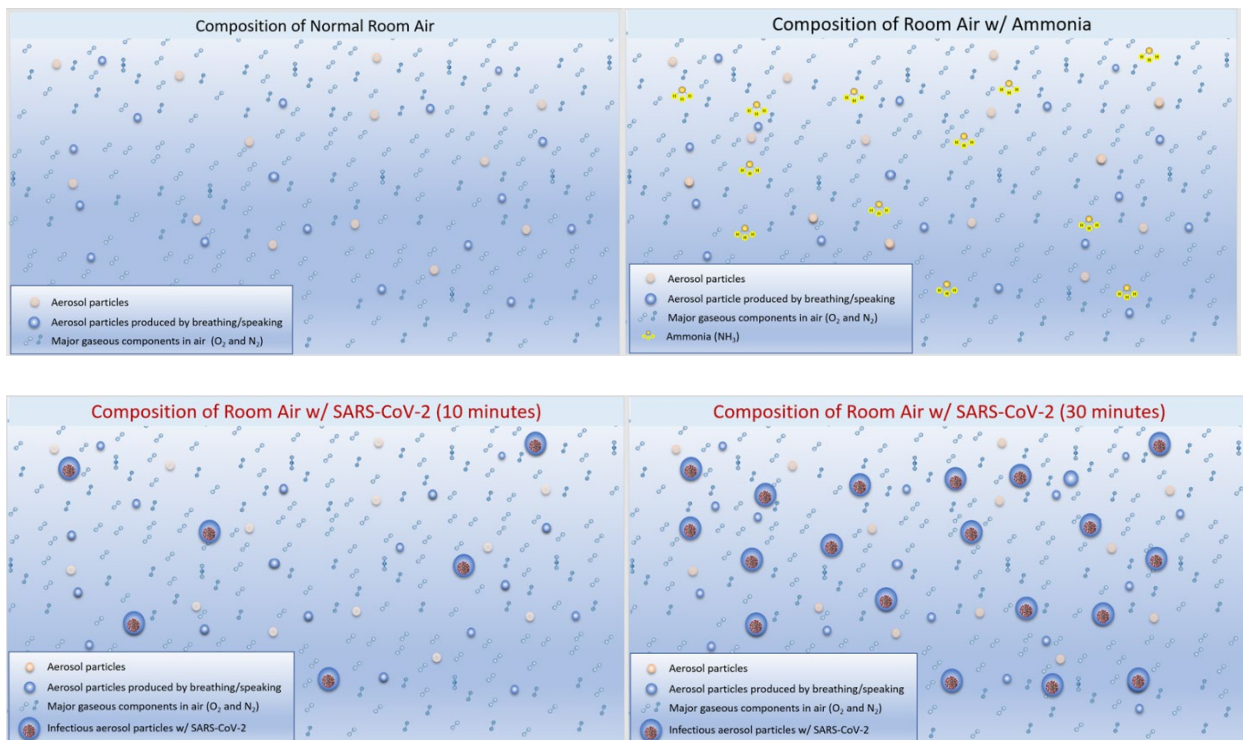 Composition of Normal Room Air
Aerosol particles
Aerosol particles produced by breathing/speaking
Major gaseous components in air (O₂ and N₂)
Composition of Room Air w/ Ammonia
H H H
H H H
H H H
H H H
H H H
H H H
H H H
H H H
H H H
H H H
H H H
H H H
Aerosol particles
Aerosol particle produced by breathing/speaking
Major gaseous components in air (O₂ and N₂)
Ammonia (NH₃)
Composition of Room Air w/ SARS-CoV-2 (10 minutes)
Aerosol particles
Aerosol particles produced by breathing/speaking
Major gaseous components in air (O₂ and N₂)
Infectious aerosol particles w/ SARS-CoV-2
Composition of Room Air w/ SARS-CoV-2 (30 minutes)
Aerosol particles
Aerosol particles produced by breathing/speaking
Major gaseous components in air (O₂ and N₂)
Infectious aerosol particles w/ SARS-CoV-2